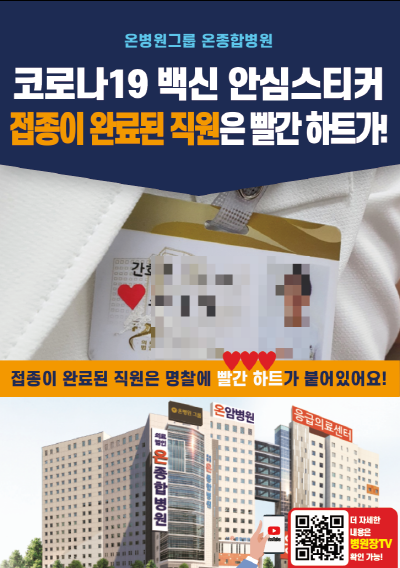 온병원그룹 온종합병원
코로나19 백신 안심스티커
접종이 완료된 직원은 빨간 하트가!
간호
접종이 완료된 직원은 명찰에 빨간 하트가 붙어있어요!
온병원 그룹
온암병원
응급의료센터
의료법인
온종합병원
YouTube
더 자세한
내용은
병원장TV
확인 가능!